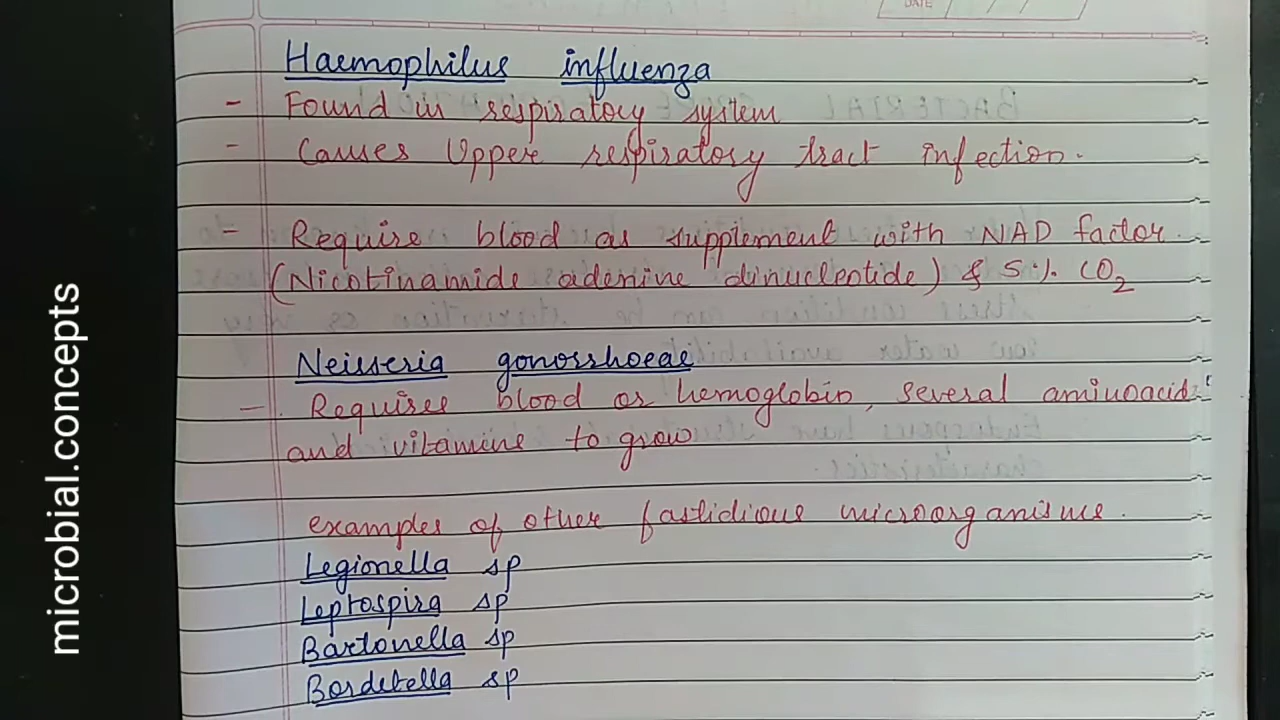 DATE
Haemophilus influenza
- Found in respiratory system
- Causes Upper respiratory tract infection.
- Require blood as supplement with NAD factor.
(Nicotinamide adenine dinucleotide) & 5% CO2
Neisseria gonorrhoeae
- Requires blood or hemoglobin, several aminoacids
and vitamins to grow
examples of other fastidious microorganisms.
Legionella sp
Leptospira sp
Bartonella sp
Bordetella sp
microbial.concepts